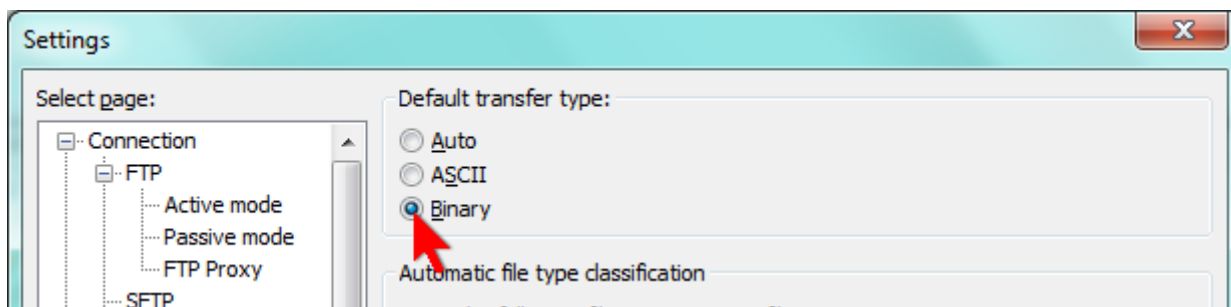 Settings
Select page:
Connection
FTP
Active mode
Passive mode
FTP Proxy
SFTP
Default transfer type:
Auto
ASCII
Binary
Automatic file type classification